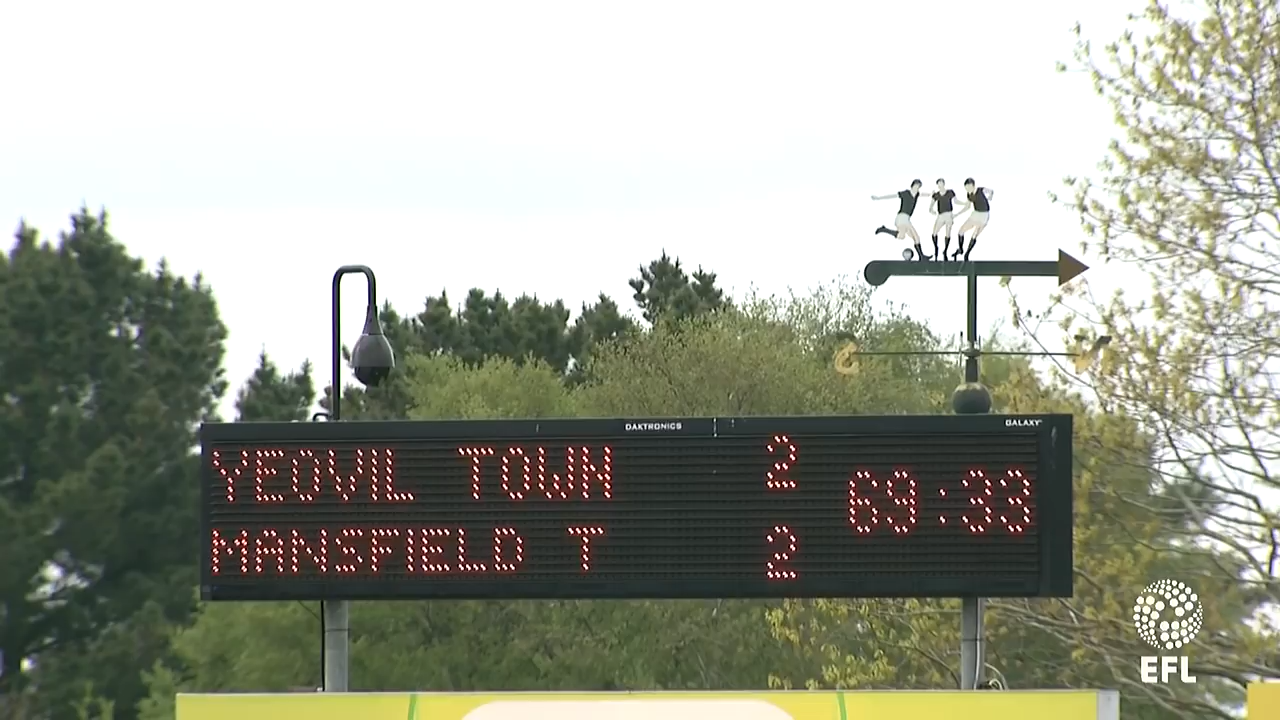 DAKTRONICS GALAXY
YEOVIL TOWN 2
69:33
MANSFIELD T 2
EFL